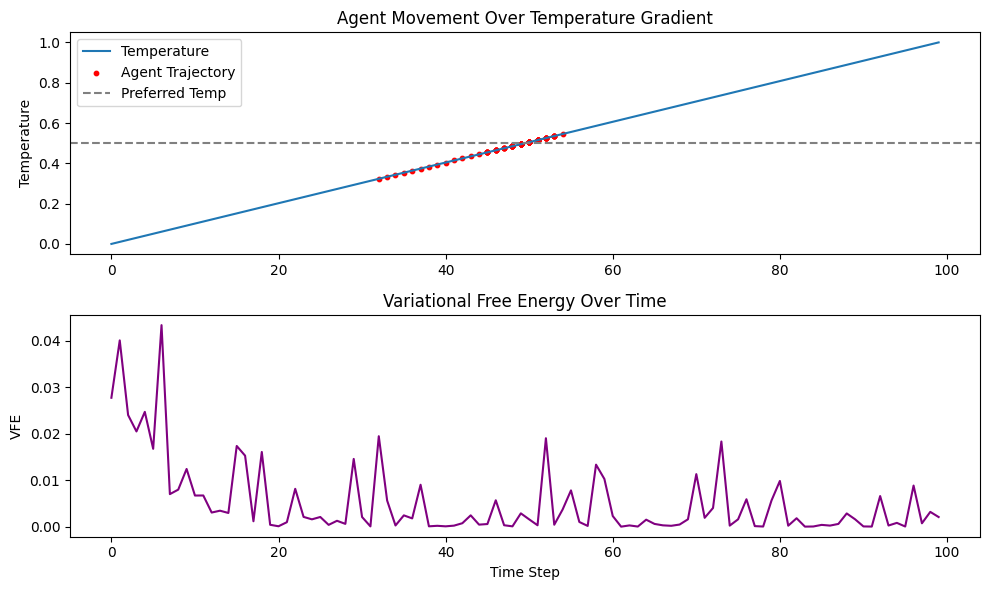 Agent Movement Over Temperature Gradient
Temperature
1.0
0.8
0.6
0.4
0.2
0.0
Temperature
Agent Trajectory
Preferred Temp
0 20 40 60 80 100
Variational Free Energy Over Time
VFE
0.04
0.03
0.02
0.01
0.00
0 20 40 60 80 100
Time Step